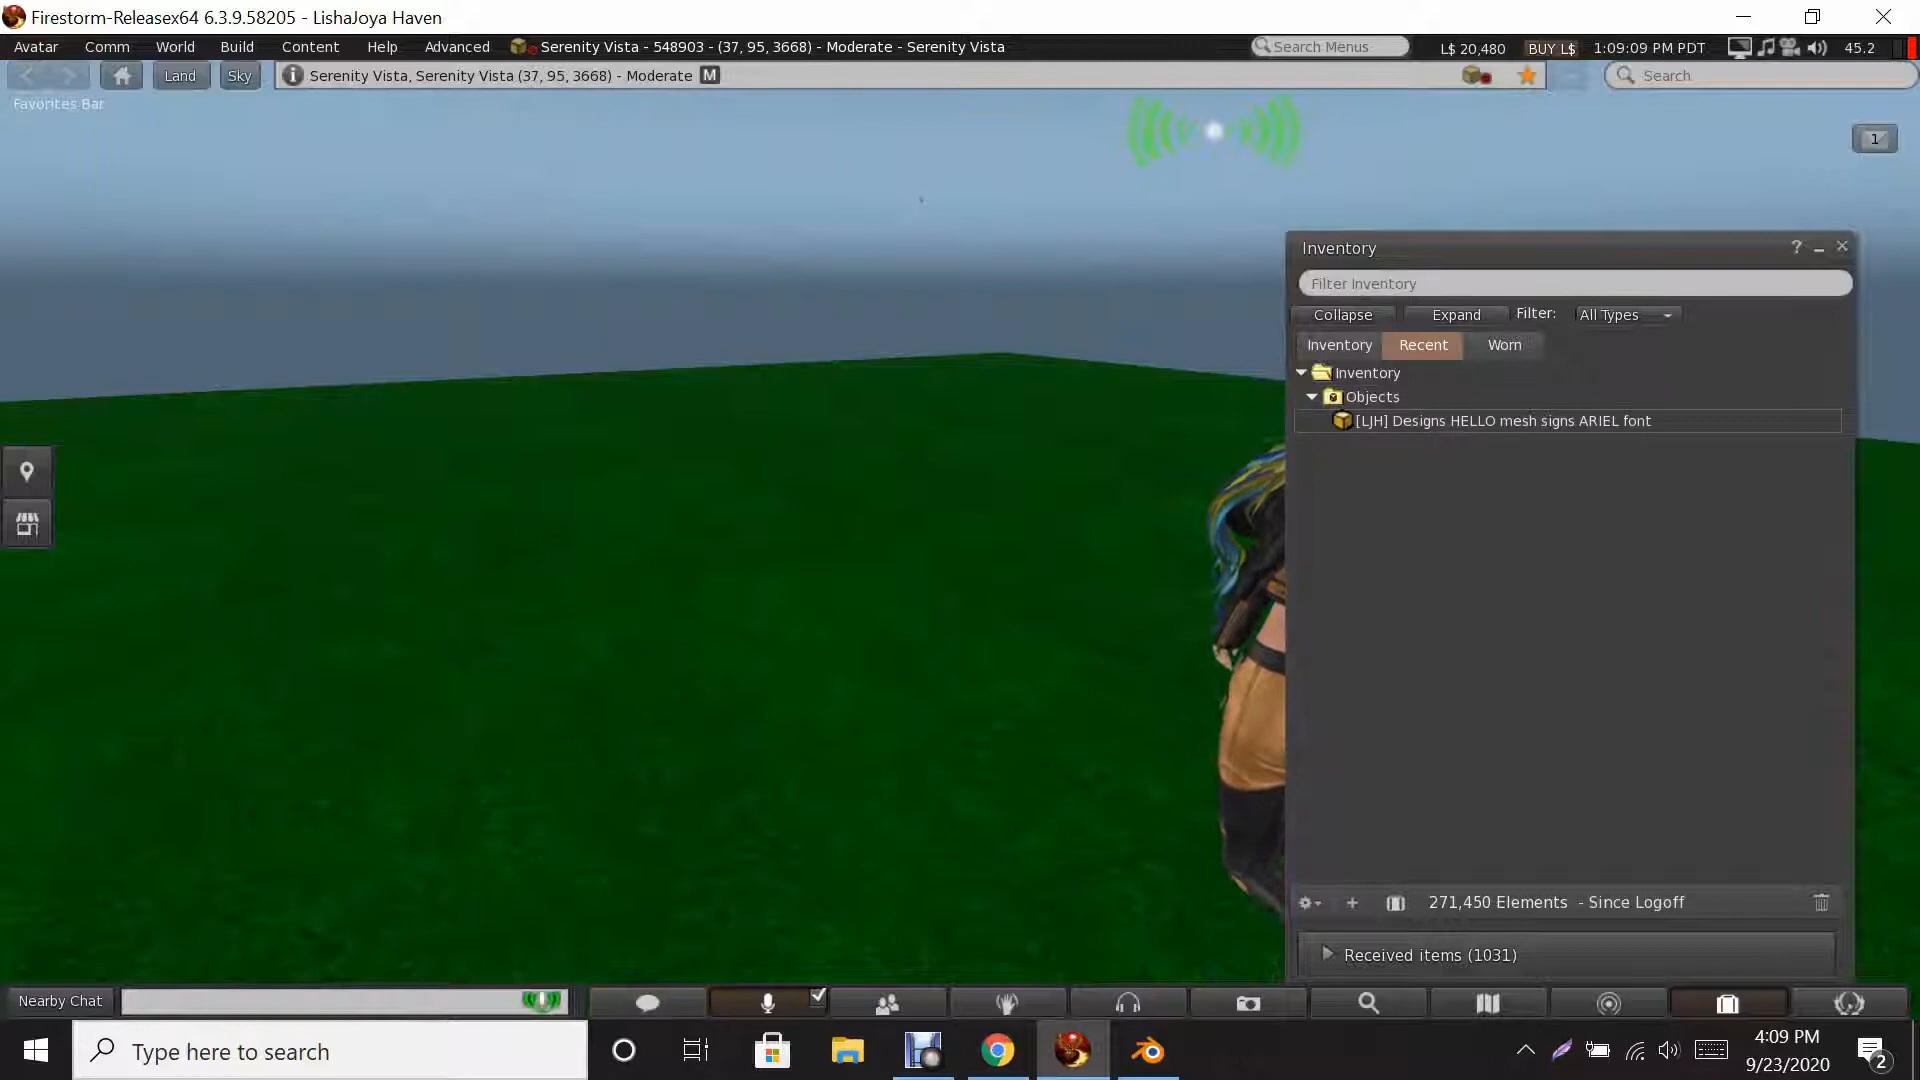 Firestorm-Releasex64 6.3.9.58205 - LishaJoya Haven
Avatar Comm World Build Content Help Advanced Serenity Vista - 548903 - (37, 95, 3668) - Moderate - Serenity Vista Search Menus L$ 20,480 BUY L$ 1:09:09 PM PDT 45.2
Land Sky Serenity Vista, Serenity Vista (37, 95, 3668) - Moderate M Search
Favorites Bar
1
Inventory ?
Filter Inventory
Collapse Expand Filter: All Types
Inventory Recent Worn
Inventory
Objects
[LJH] Designs HELLO mesh signs ARIEL font
271,450 Elements - Since Logoff
Received items (1031)
Nearby Chat
Type here to search
4:09 PM
9/23/2020
2